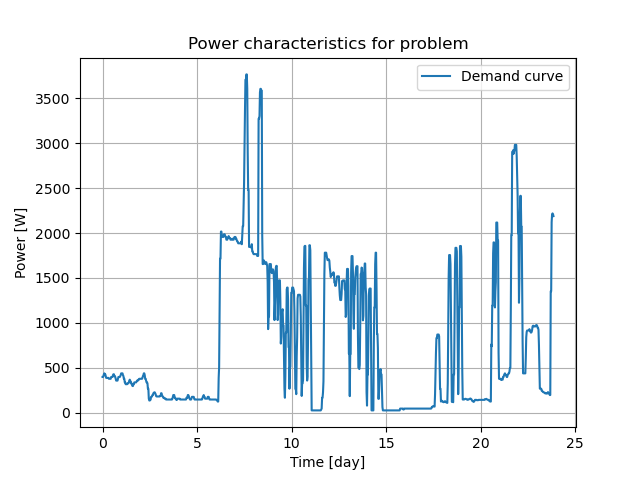 Power characteristics for problem
Demand curve
3500
3000
2500
2000
1500
1000
500
0
Power [W]
0 5 10 15 20 25
Time [day]